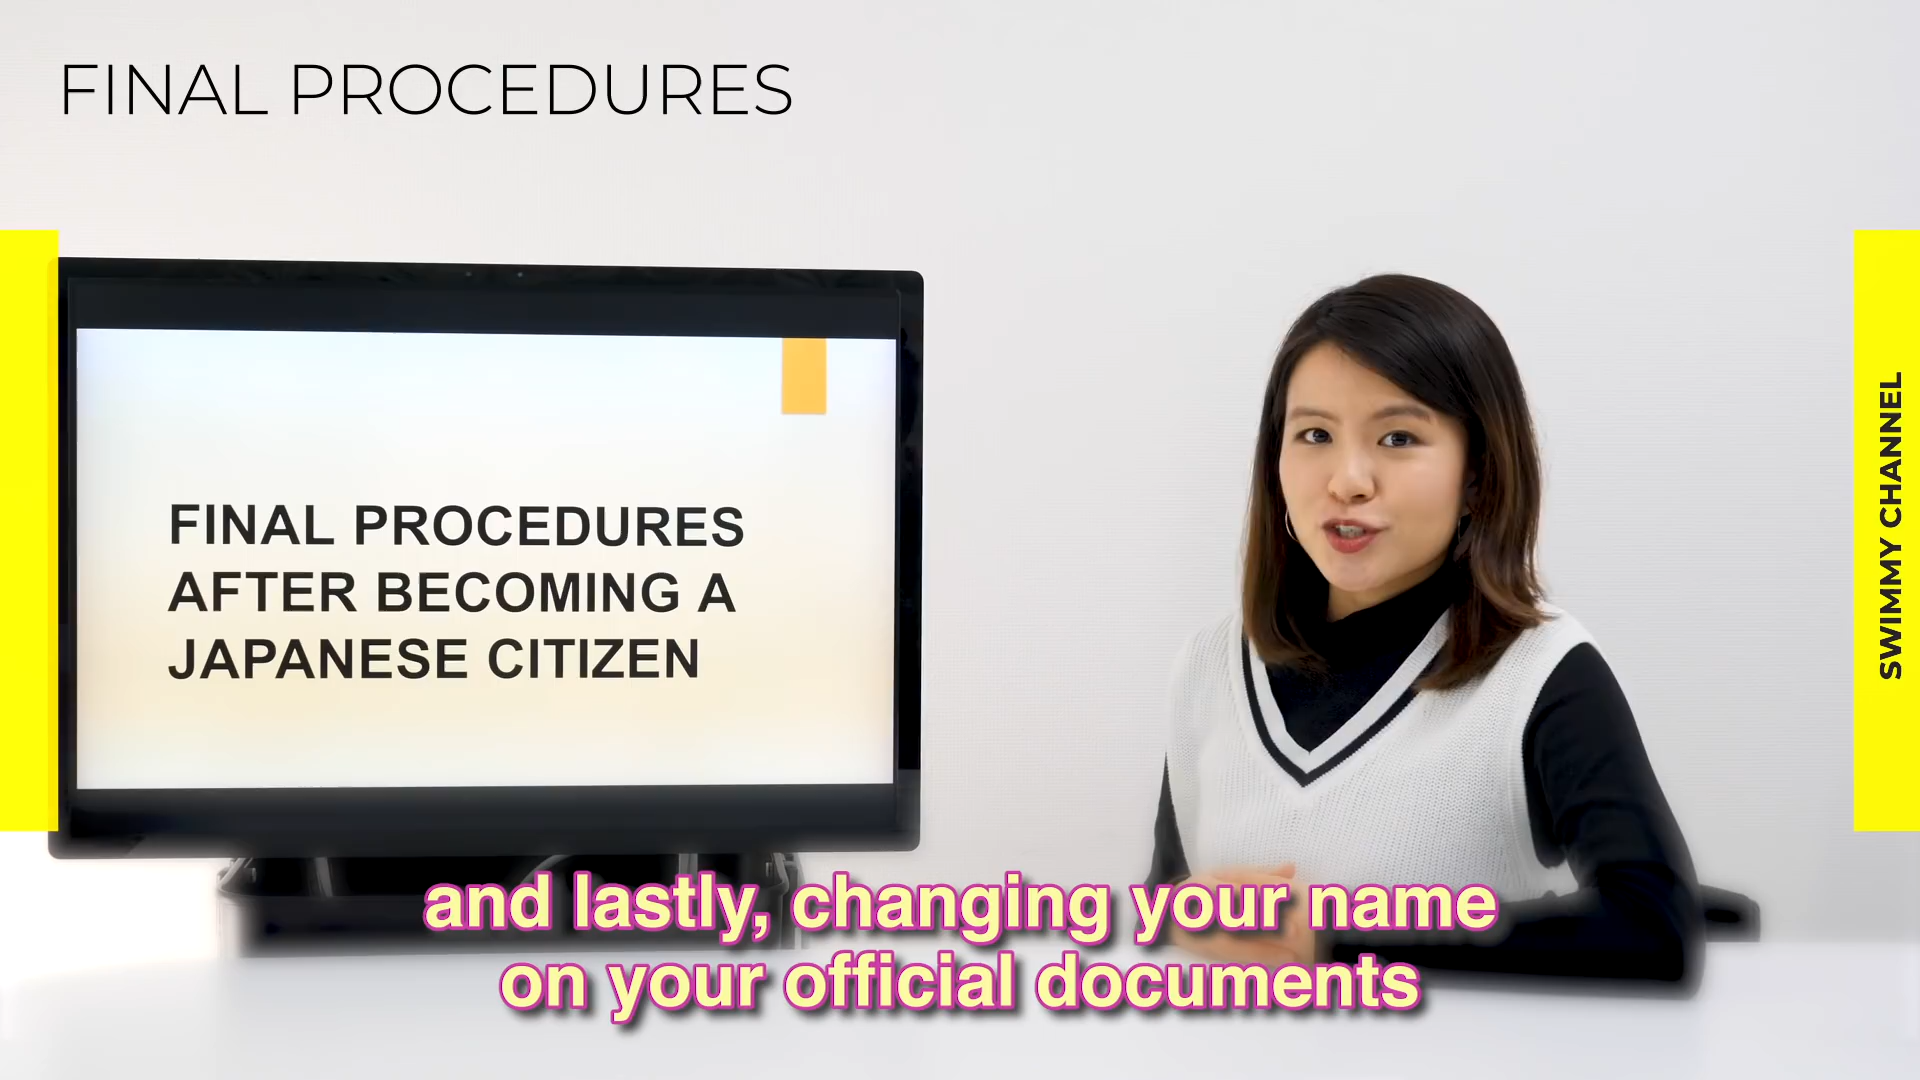 FINAL PROCEDURES
FINAL PROCEDURES
AFTER BECOMING A
JAPANESE CITIZEN
SWIMMY CHANNEL
and lastly, changing your name
on your official documents